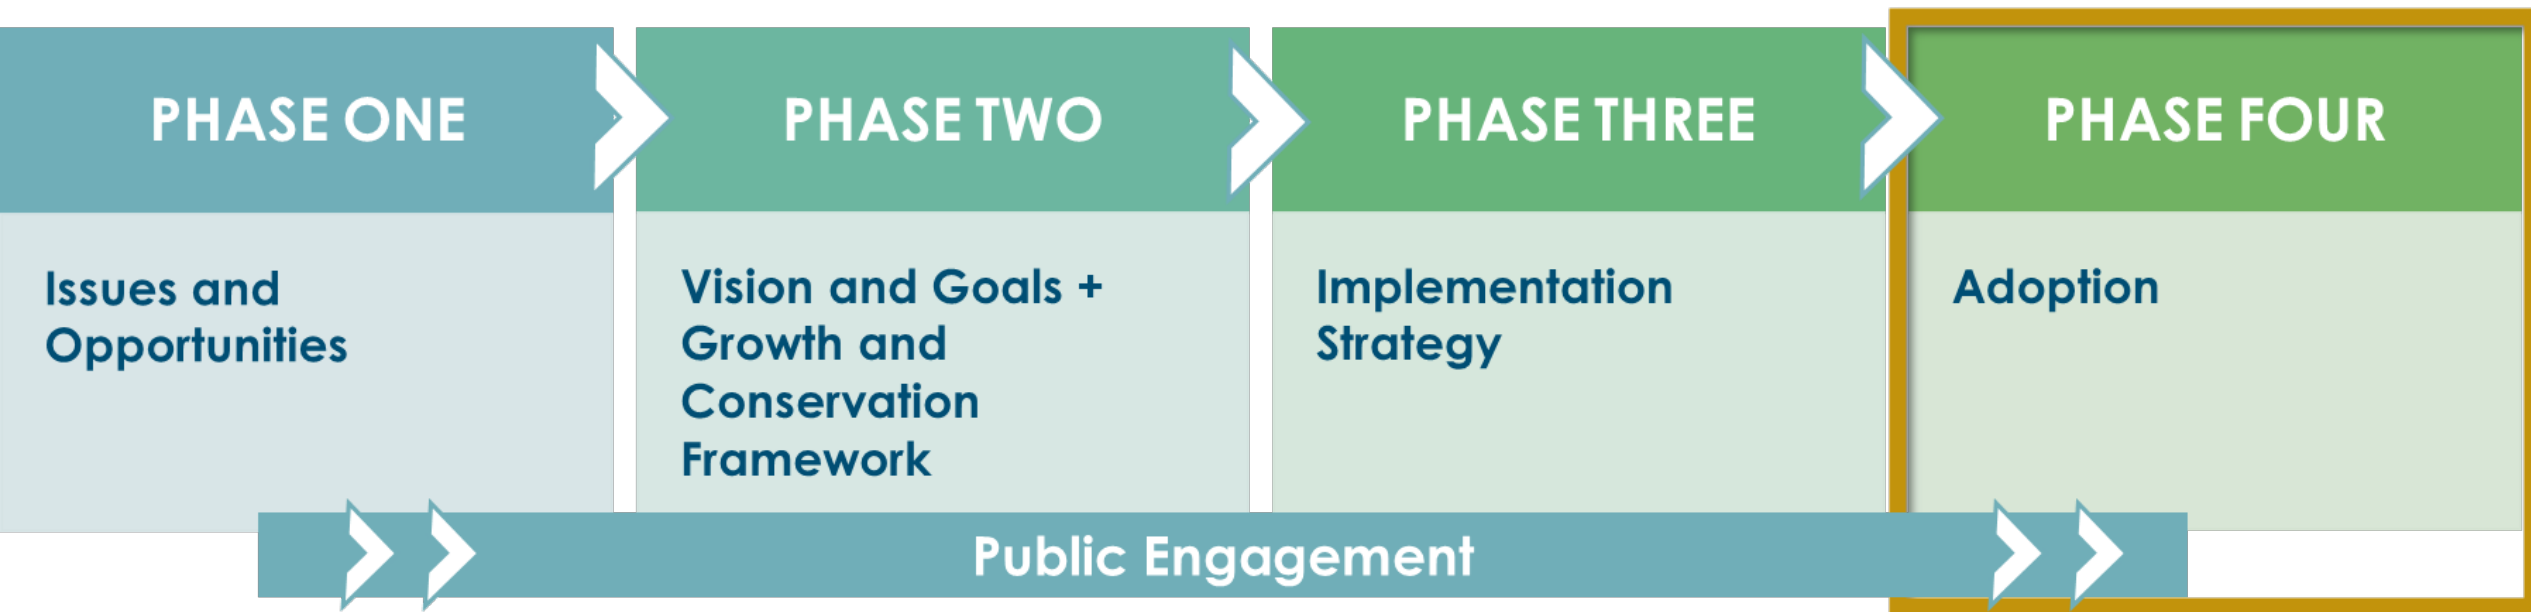 PHASE ONE
PHASE TWO
PHASE THREE
PHASE FOUR
Issues and
Opportunities
Vision and Goals +
Growth and
Conservation
Framework
Implementation
Strategy
Adoption
Public Engagement